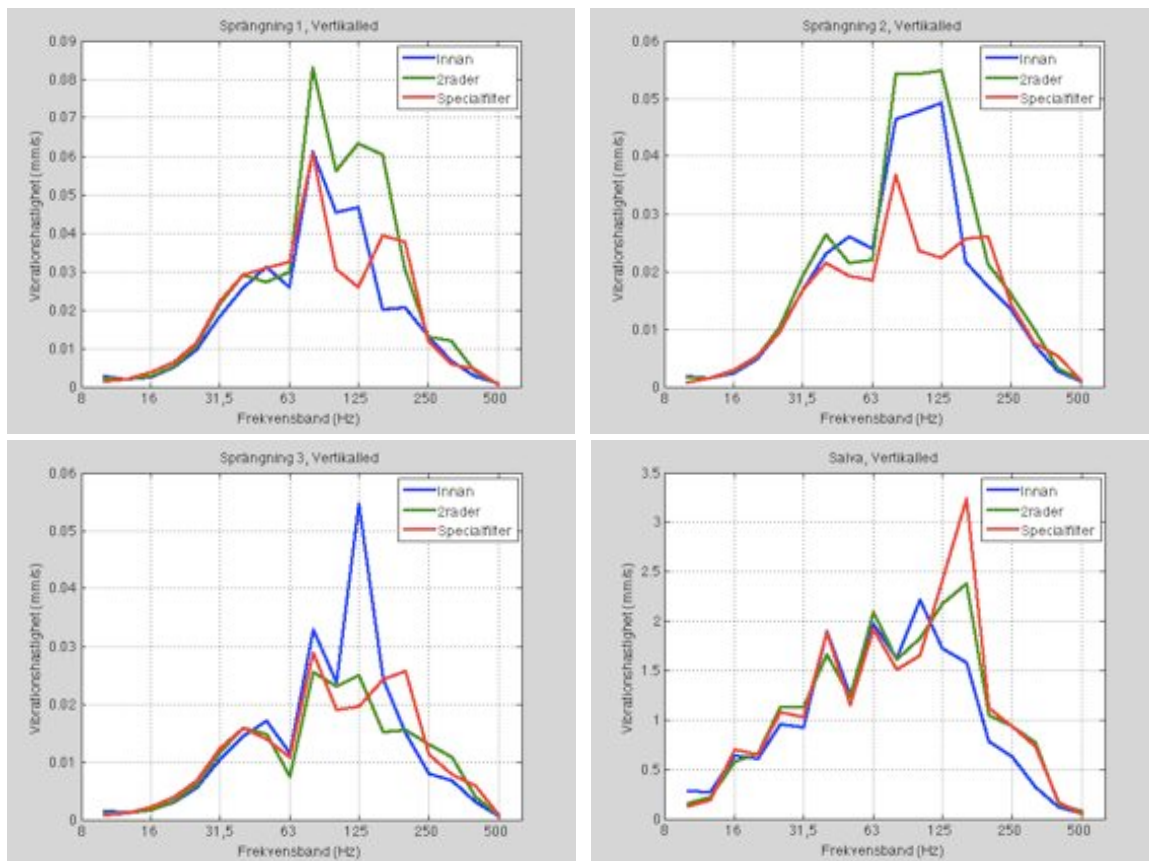 Sprängning 1, Vertikalled
0.09
0.08
0.07
0.06
0.05
0.04
0.03
0.02
0.01
0
Vibrationshastighet (mm/s)
Innan
2rader
Specialfilter
8 16 31,5 63 125 250 500
Frekvensband (Hz)
Sprängning 2, Vertikalled
0.06
0.05
0.04
0.03
0.02
0.01
0
Vibrationshastighet (mm/s)
Innan
2rader
Specialfilter
8 16 31,5 63 125 250 500
Frekvensband (Hz)
Sprängning 3, Vertikalled
0.06
0.05
0.04
0.03
0.02
0.01
0
Vibrationshastighet (mm/s)
Innan
2rader
Specialfilter
8 16 31,5 63 125 250 500
Frekvensband (Hz)
Salva, Vertikalled
3.5
3
2.5
2
1.5
1
0.5
0
Vibrationshastighet (mm/s)
Innan
2rader
Specialfilter
8 16 31,5 63 125 250 500
Frekvensband (Hz)